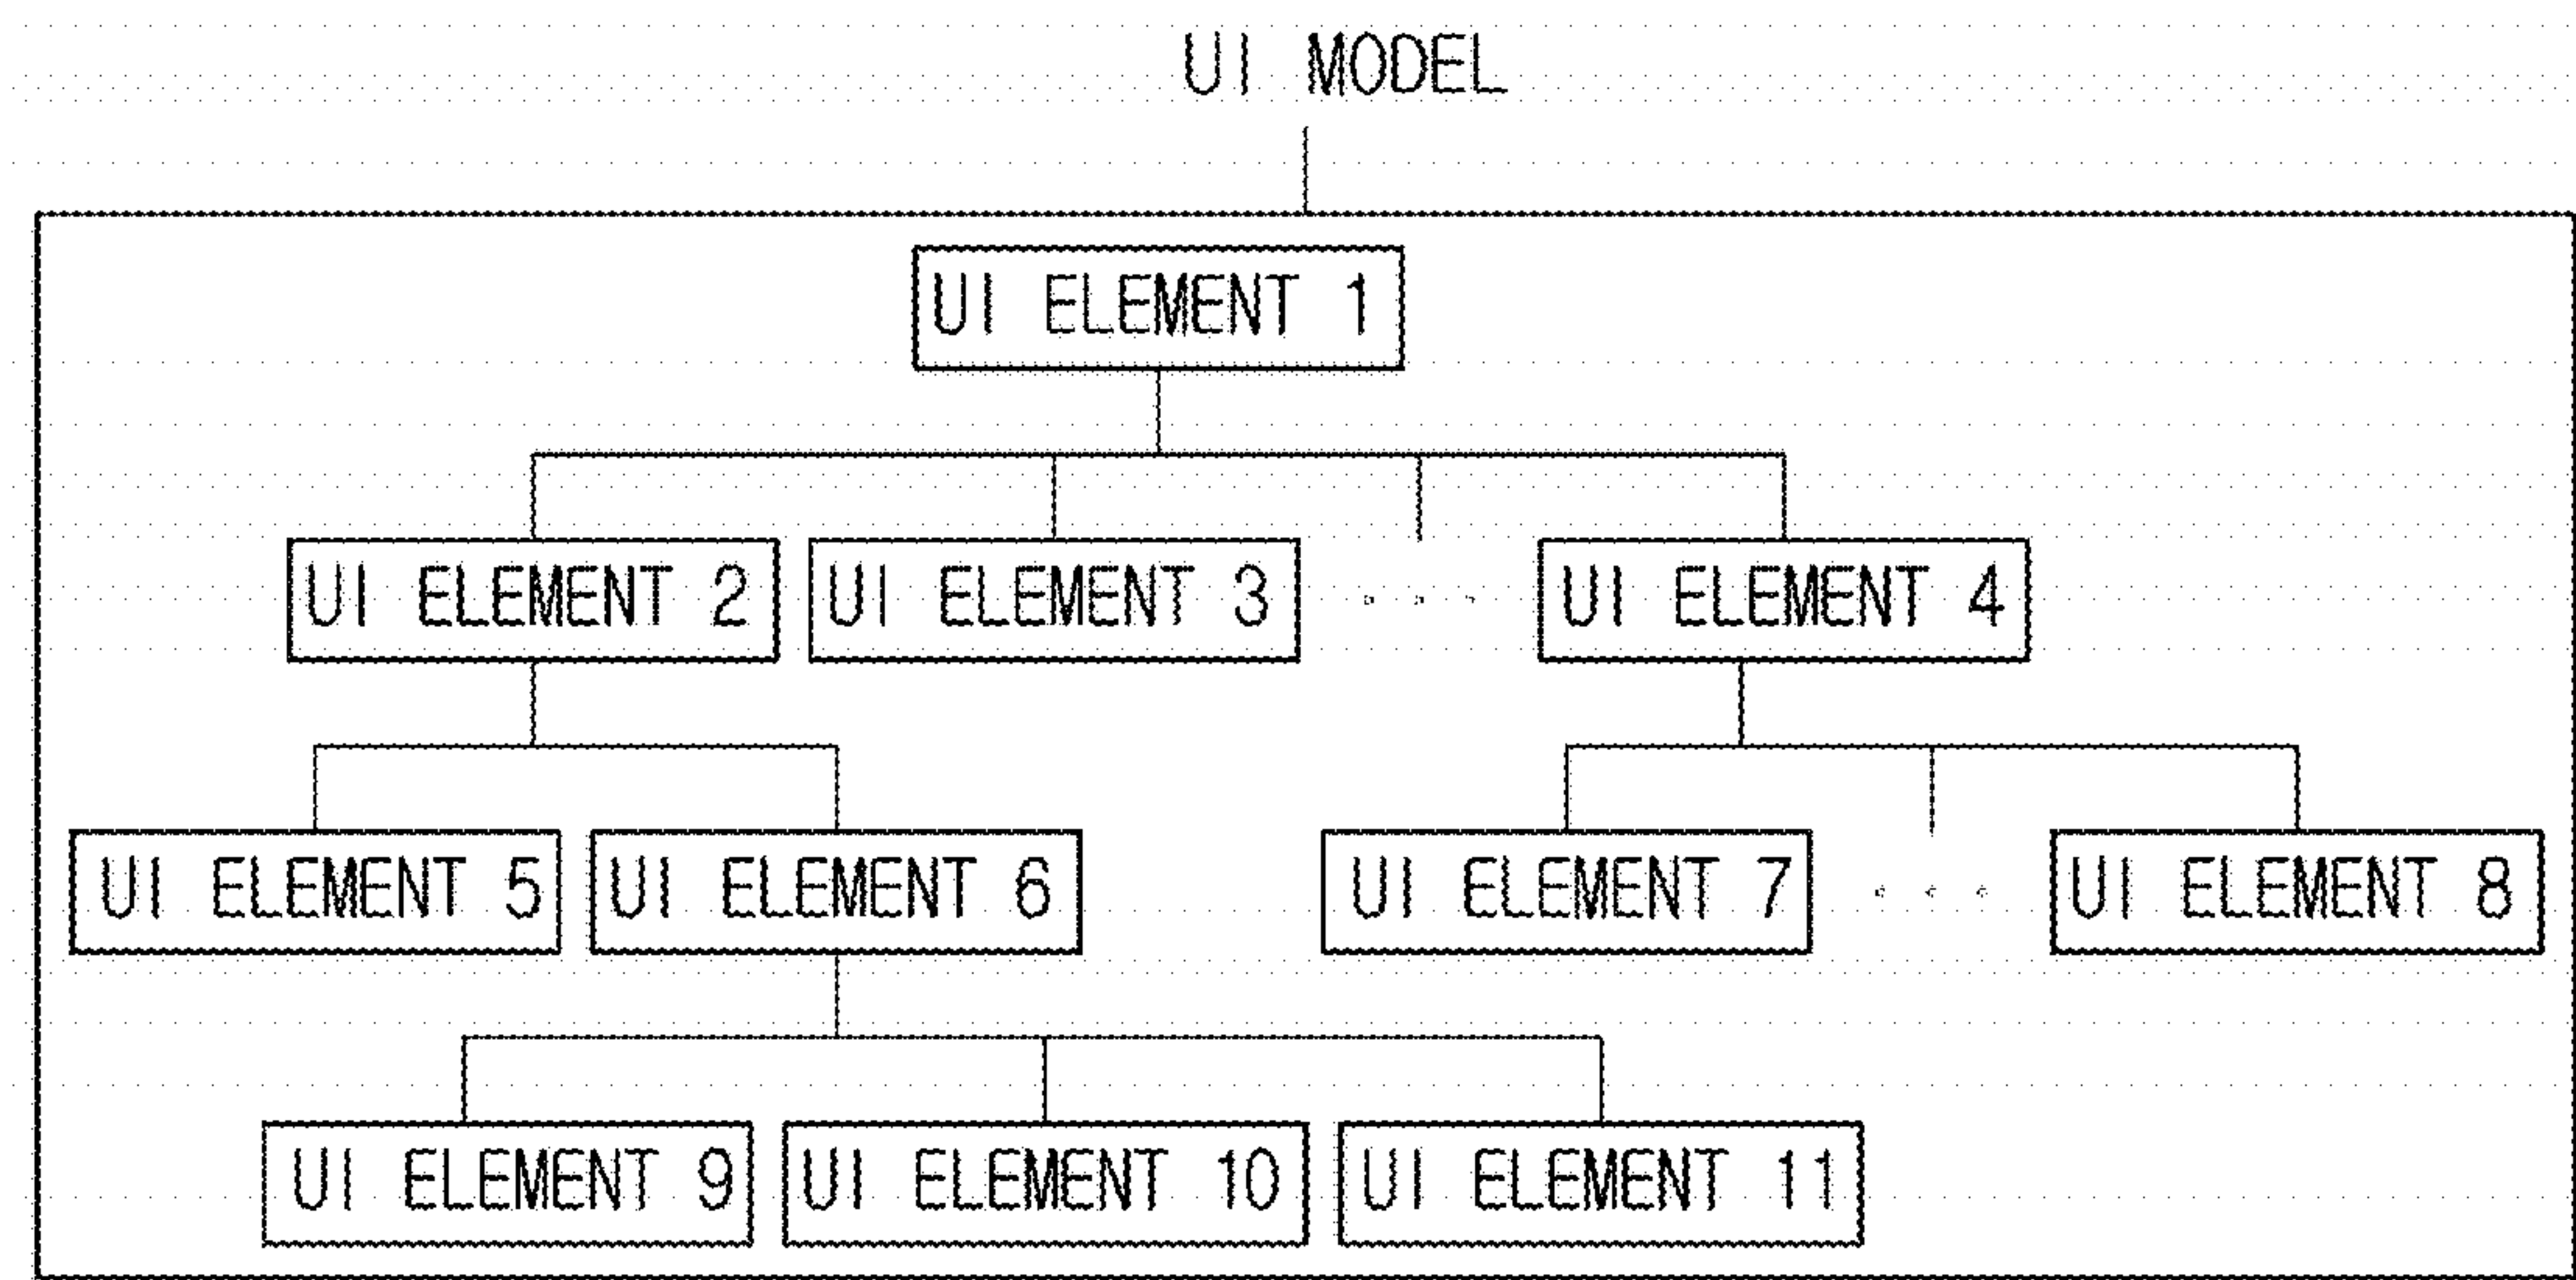 UI MODEL
UI ELEMENT 1
UI ELEMENT 2
UI ELEMENT 3
UI ELEMENT 4
UI ELEMENT 5
UI ELEMENT 6
UI ELEMENT 7
UI ELEMENT 8
UI ELEMENT 9
UI ELEMENT 10
UI ELEMENT 11